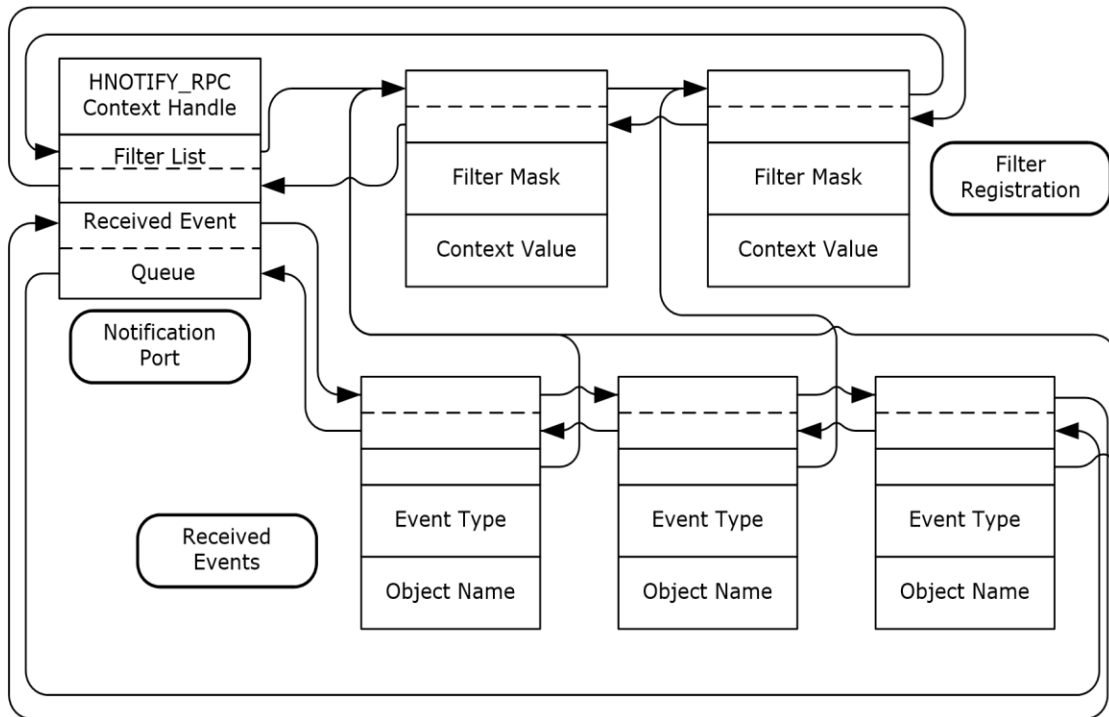 HNOTIFY_RPC
Context Handle
Filter List
Received Event
Queue
Notification
Port
Filter Mask
Context Value
Filter Mask
Context Value
Filter
Registration
Received
Events
Event Type
Object Name
Event Type
Object Name
Event Type
Object Name